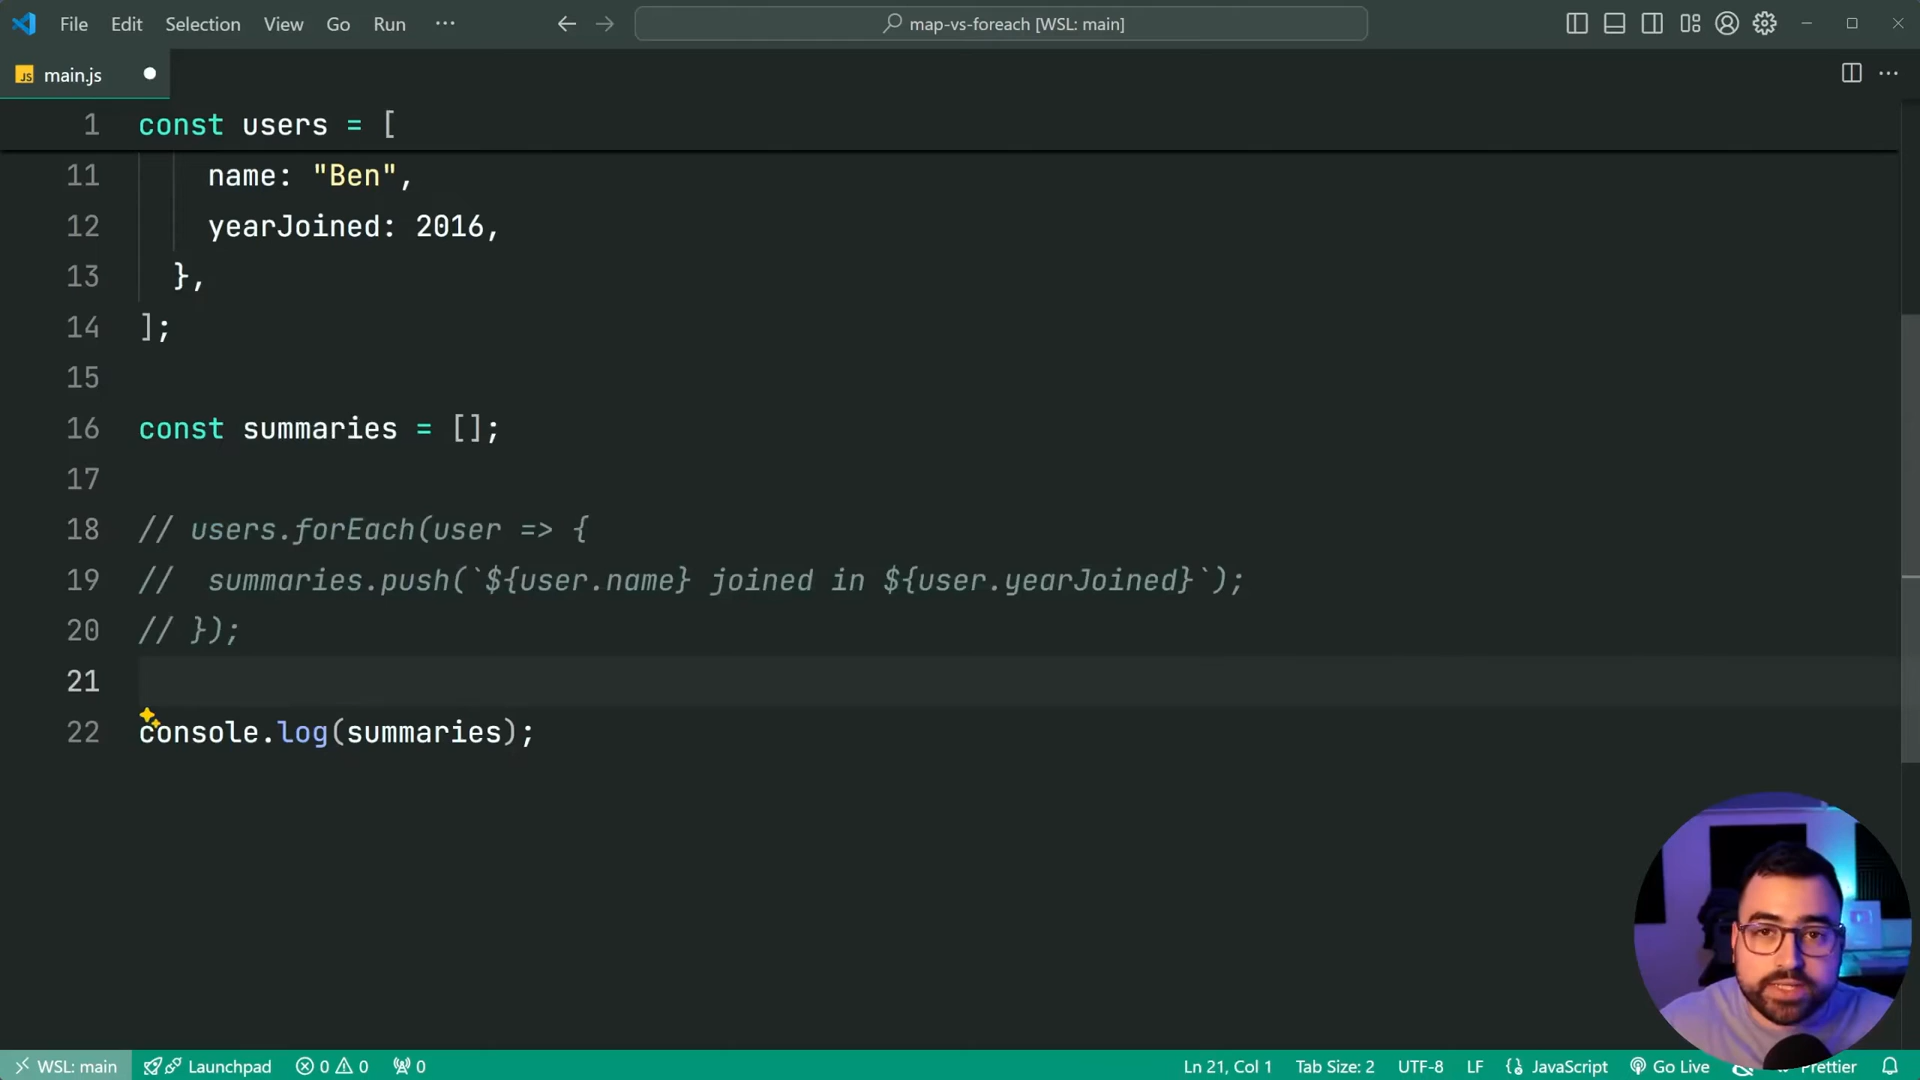 File Edit Selection View Go Run ···
map-vs-foreach [WSL: main]
JS main.js
1 const users = [
11 name: "Ben",
12 yearJoined: 2016,
13 },
14 ];
15
16 const summaries = [];
17
18 // users.forEach(user => {
19 // summaries.push(`${user.name} joined in ${user.yearJoined}`);
20 // });
21
22 console.log(summaries);
WSL: main Launchpad 0 0 0 Ln 21, Col 1 Tab Size: 2 UTF-8 LF {} JavaScript Go Live Prettier